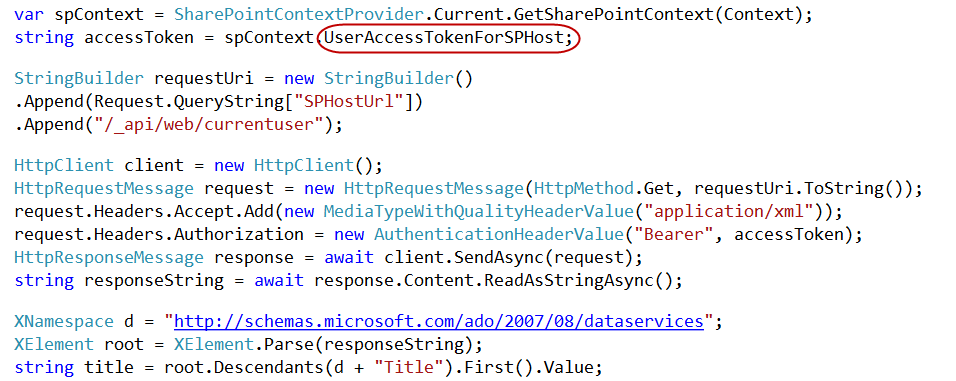 var spContext = SharePointContextProvider.Current.GetSharePointContext(Context);
string accessToken = spContext.UserAccessTokenForSPHost;
StringBuilder requestUri = new StringBuilder()
.Append(Request.QueryString["SPHostUrl"])
.Append("/_api/web/currentuser");
HttpClient client = new HttpClient();
HttpRequestMessage request = new HttpRequestMessage(HttpMethod.Get, requestUri.ToString());
request.Headers.Accept.Add(new MediaTypeWithQualityHeaderValue("application/xml"));
request.Headers.Authorization = new AuthenticationHeaderValue("Bearer", accessToken);
HttpResponseMessage response = await client.SendAsync(request);
string responseString = await response.Content.ReadAsStringAsync();
XNamespace d = "http://schemas.microsoft.com/ado/2007/08/dataservices";
XElement root = XElement.Parse(responseString);
string title = root.Descendants(d + "Title").First().Value;